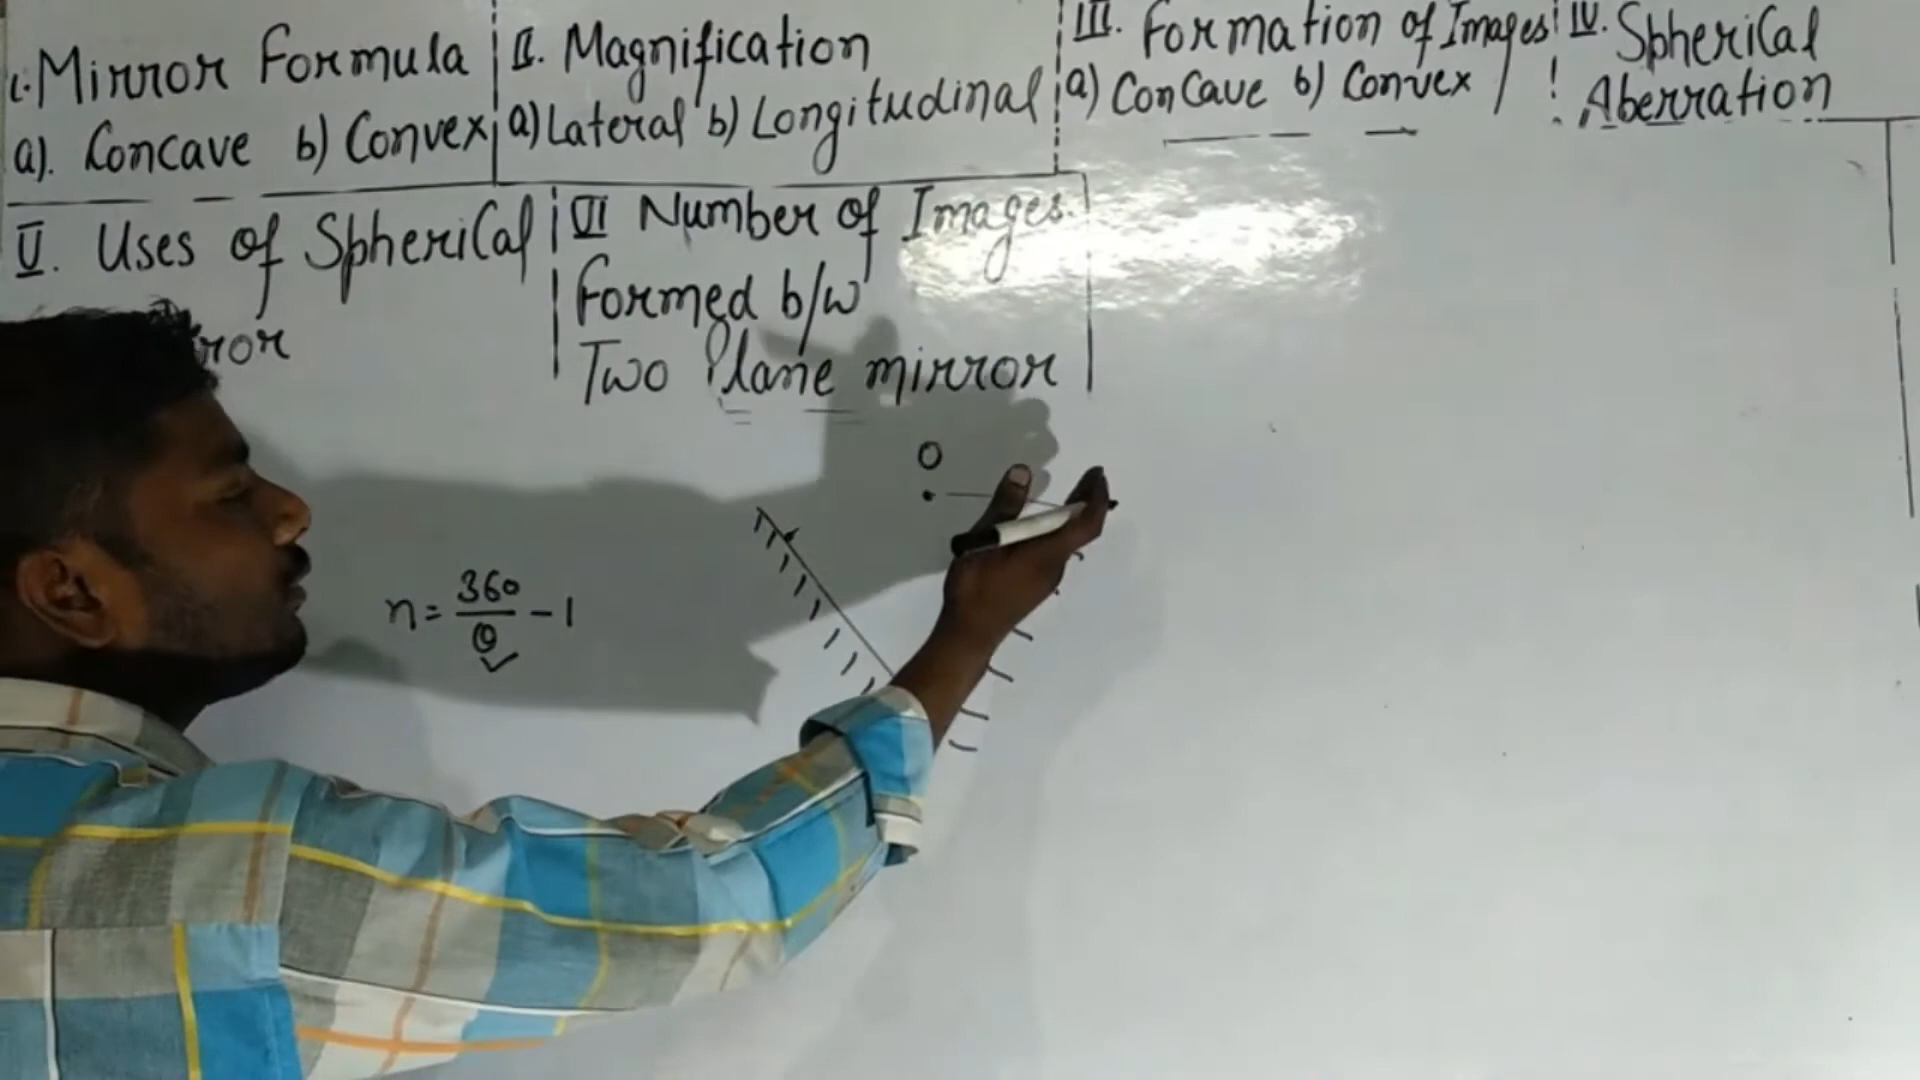 I. Mirror Formula
a). Concave b) Convex
II. Magnification
a) Lateral b) Longitudinal
III. Formation of Images
a) Concave b) Convex
IV. Spherical
Aberration
V. Uses of Spherical
VI Number of Images
Formed b/w
Two Plane mirror
O
n = 360/θ - 1